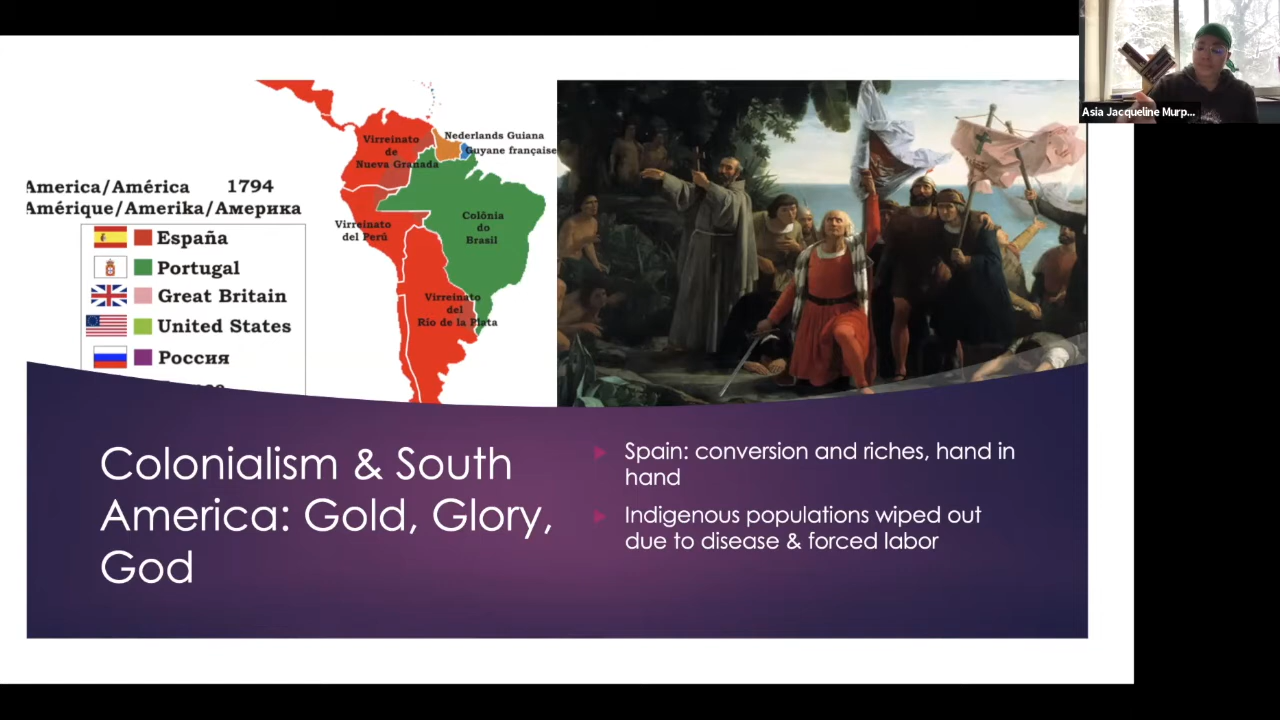 Asia Jacqueline Murp...
Nederlands Guiana
Guyane française
Virreinato
de
Nueva Granada
America/América 1794
Amérique/Amerika/Америка
Virreinato
del Perú
Colônia
do
Brasil
España
Portugal
Great Britain
United States
Россия
Virreinato
del
Río de la Plata
Colonialism & South
America: Gold, Glory,
God
Spain: conversion and riches, hand in
hand
Indigenous populations wiped out
due to disease & forced labor